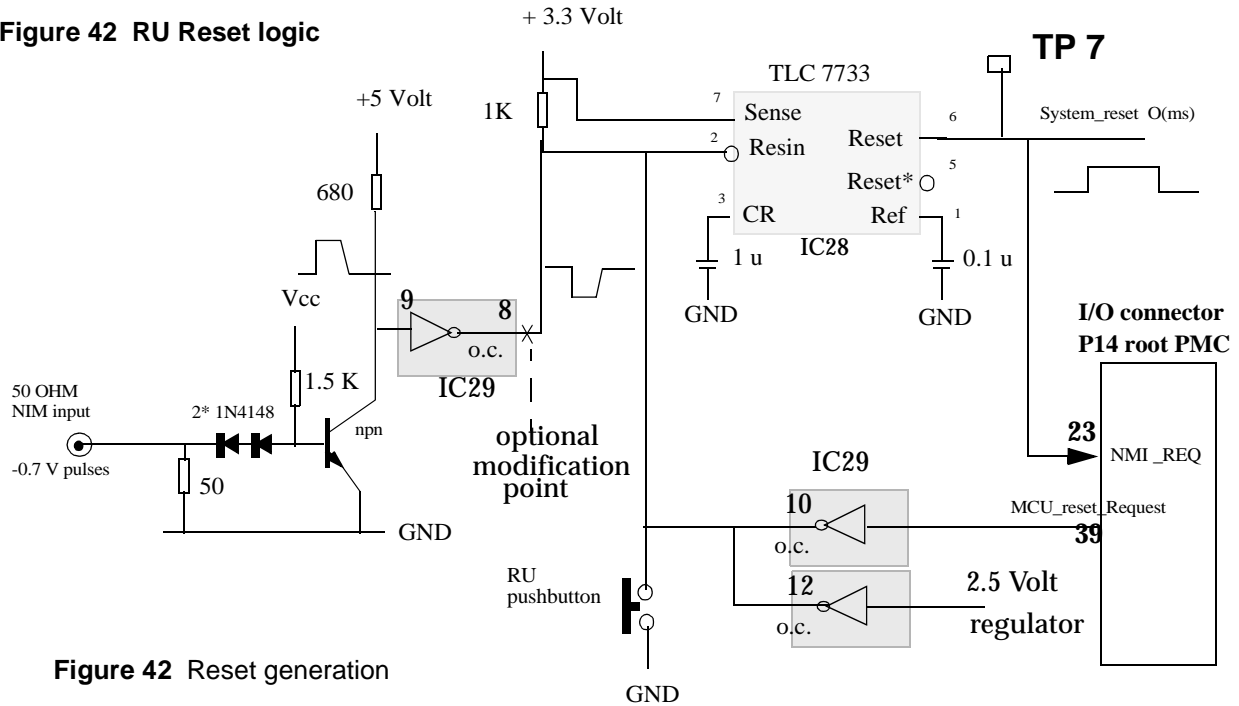 Figure 42 RU Reset logic
+ 3.3 Volt
TP 7
TLC 7733
+5 Volt
1K
7
Sense
6
System_reset O(ms)
2
Resin
Reset
5
Reset*
680
3
CR
Ref
1
IC28
1 u
0.1 u
Vcc
GND
GND
9
8
o.c.
IC29
I/O connector
P14 root PMC
1.5 K
50 OHM
NIM input
2* 1N4148
npn
-0.7 V pulses
50
optional
modification
point
23
NMI _REQ
IC29
10
MCU_reset_Request
39
o.c.
GND
RU
pushbutton
12
2.5 Volt
regulator
o.c.
Figure 42 Reset generation
GND